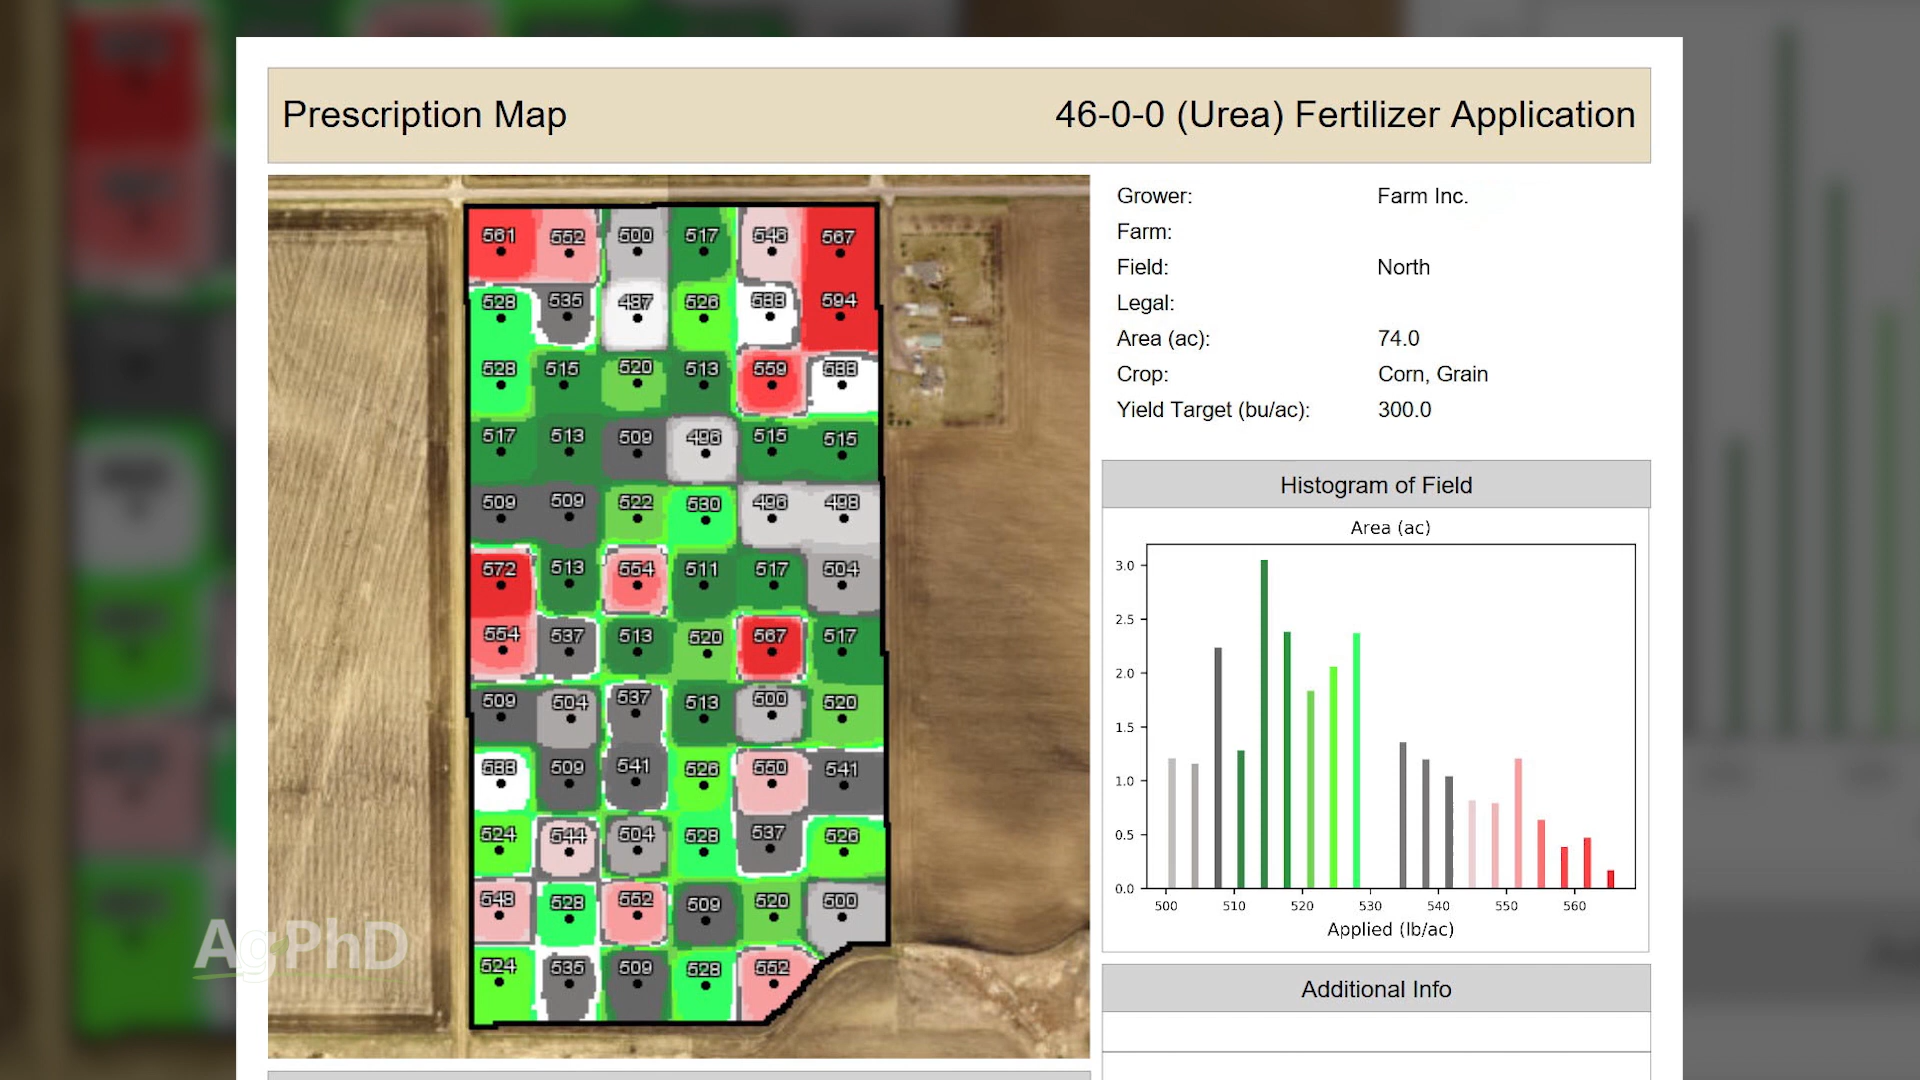 Prescription Map
46-0-0 (Urea) Fertilizer Application
561 552 500 517 546 567
528 535 487 526 533 594
528 515 520 513 559 533
517 513 509 496 515 515
509 509 522 530 496 498
572 513 554 511 517 504
554 537 513 520 567 517
509 504 537 513 500 520
533 509 541 526 550 541
524 544 504 528 537 526
548 528 552 509 520 500
524 535 509 528 552
AgPhD
Grower: Farm Inc.
Farm:
Field: North
Legal:
Area (ac): 74.0
Crop: Corn, Grain
Yield Target (bu/ac): 300.0
Histogram of Field
Area (ac)
3.0
2.5
2.0
1.5
1.0
0.5
0.0
500 510 520 530 540 550 560
Applied (lb/ac)
Additional Info